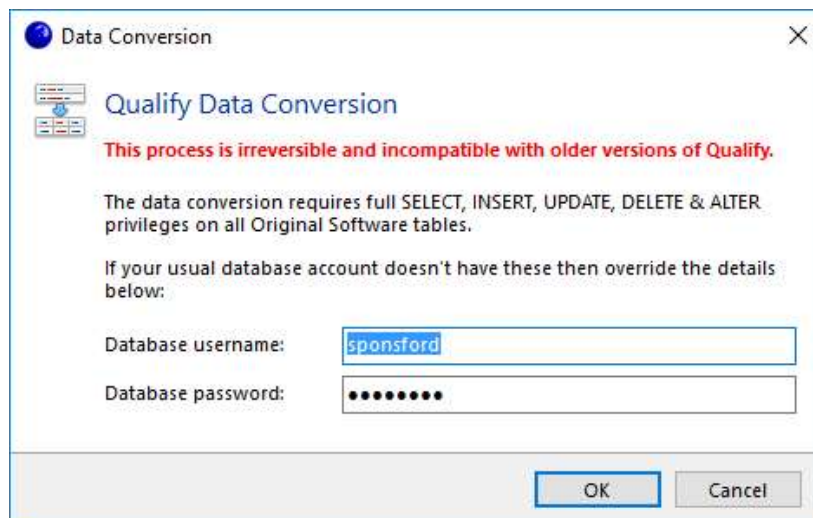 Data Conversion
Qualify Data Conversion
This process is irreversible and incompatible with older versions of Qualify.
The data conversion requires full SELECT, INSERT, UPDATE, DELETE & ALTER
privileges on all Original Software tables.
If your usual database account doesn't have these then override the details
below:
Database username:
sponsford
Database password:
●●●●●●●●
OK
Cancel